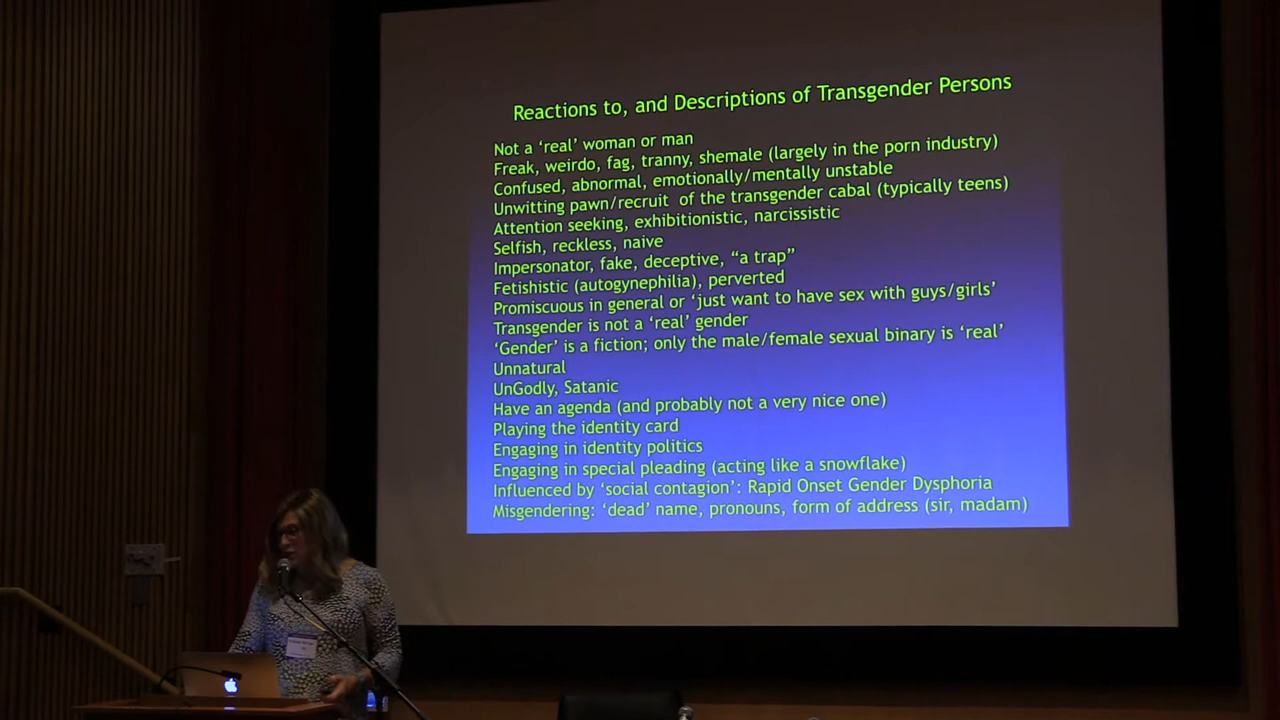 Reactions to, and Descriptions of Transgender Persons
Not a ‘real’ woman or man
Freak, weirdo, fag, tranny, shemale (largely in the porn industry)
Confused, abnormal, emotionally/mentally unstable
Unwitting pawn/recruit of the transgender cabal (typically teens)
Attention seeking, exhibitionistic, narcissistic
Selfish, reckless, naive
Impersonator, fake, deceptive, “a trap”
Fetishistic (autogynephilia), perverted
Promiscuous in general or ‘just want to have sex with guys/girls’
Transgender is not a ‘real’ gender
‘Gender’ is a fiction; only the male/female sexual binary is ‘real’
Unnatural
UnGodly, Satanic
Have an agenda (and probably not a very nice one)
Playing the identity card
Engaging in identity politics
Engaging in special pleading (acting like a snowflake)
Influenced by ‘social contagion’: Rapid Onset Gender Dysphoria
Misgendering: ‘dead’ name, pronouns, form of address (sir, madam)